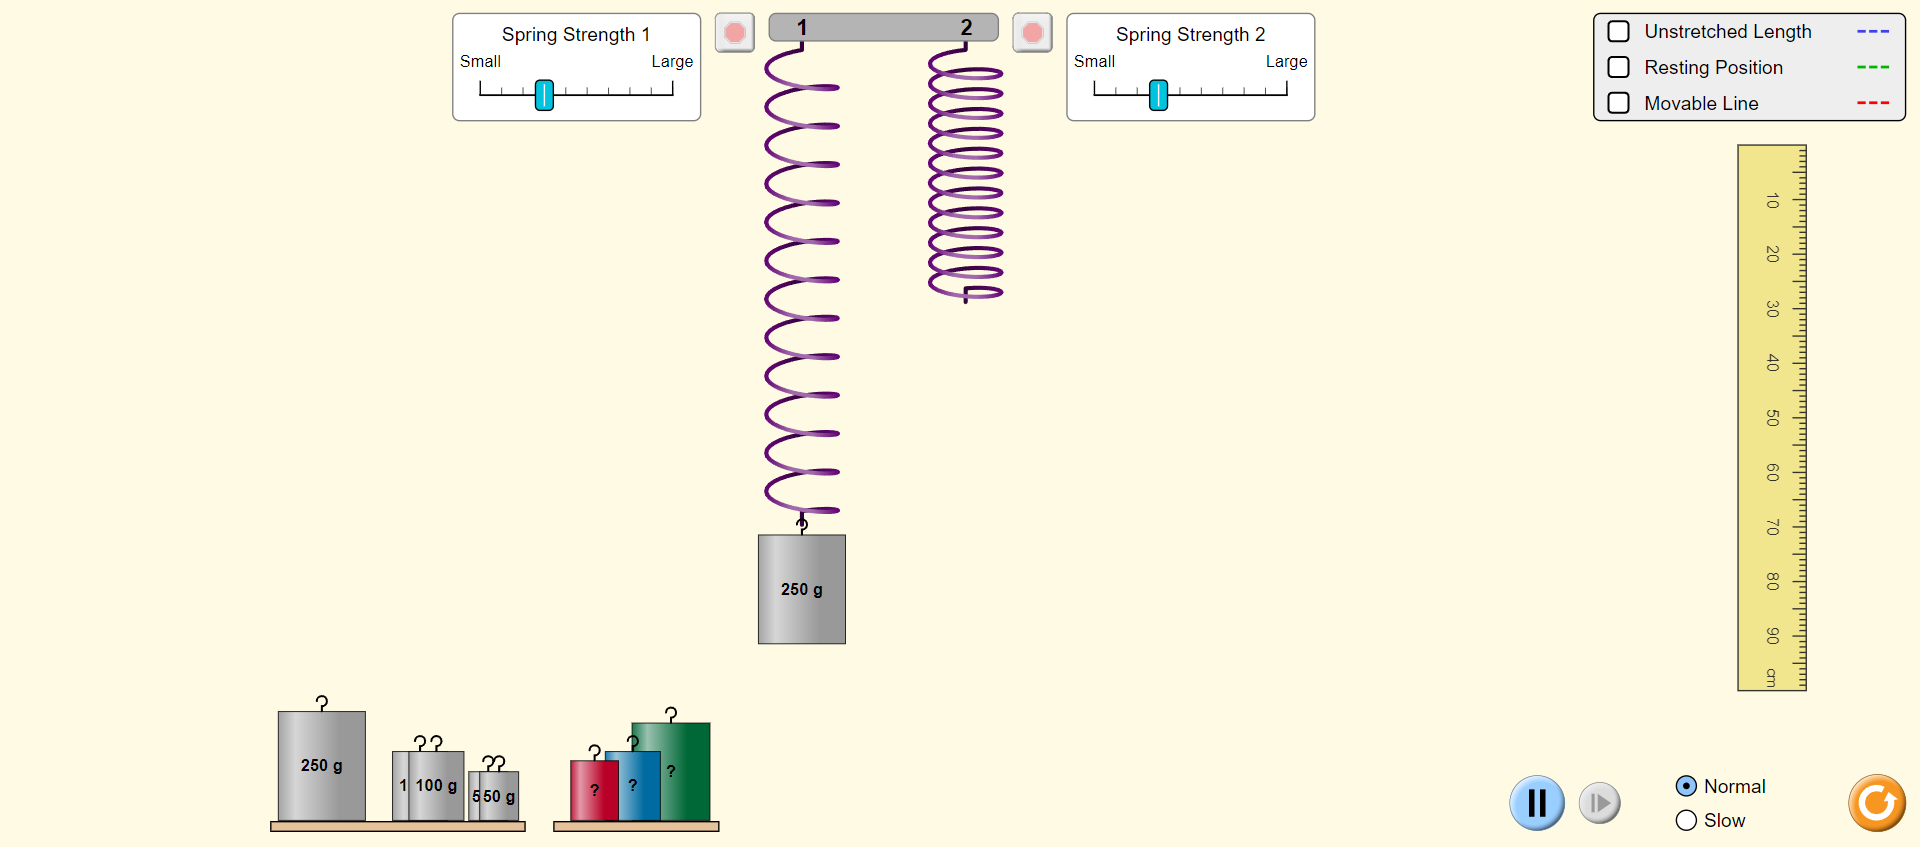 Spring Strength 1
Small Large
1 2
Spring Strength 2
Small Large
Unstretched Length
Resting Position
Movable Line
10
20
30
40
50
60
70
80
90
cm
250 g
250 g
1 100 g
5 50 g
?
?
?
Normal
Slow